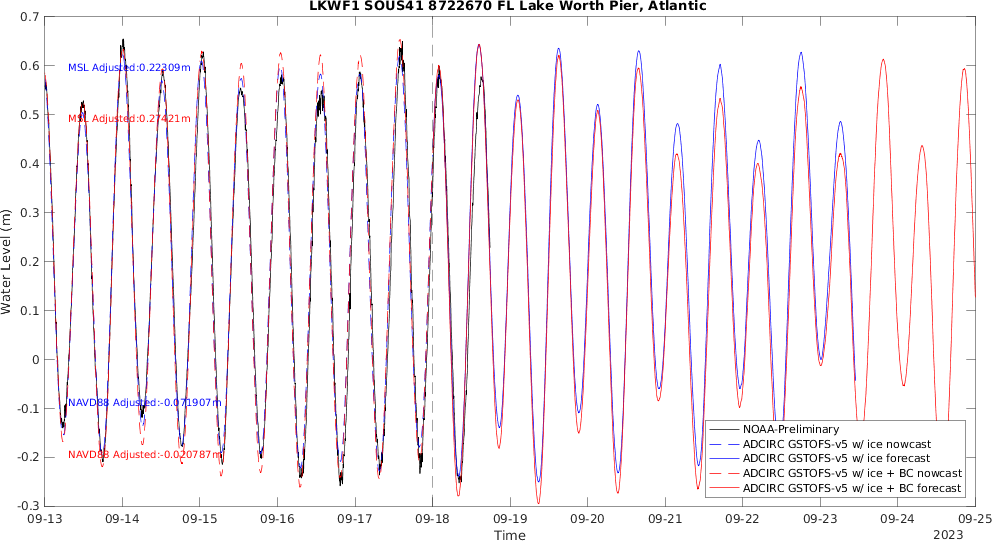 LKWF1 SOUS41 8722670 FL Lake Worth Pier, Atlantic
0.7
0.6
0.5
0.4
0.3
0.2
0.1
0
-0.1
-0.2
-0.3
Water Level (m)
MSL Adjusted:0.22309m
MSL Adjusted:0.27421m
NAVD88 Adjusted:-0.071907m
NAVD88 Adjusted:-0.020787m
NOAA-Preliminary
ADCIRC GSTOFS-v5 w/ ice nowcast
ADCIRC GSTOFS-v5 w/ ice forecast
ADCIRC GSTOFS-v5 w/ ice + BC nowcast
ADCIRC GSTOFS-v5 w/ ice + BC forecast
09-13 09-14 09-15 09-16 09-17 09-18 09-19 09-20 09-21 09-22 09-23 09-24 09-25
Time
2023